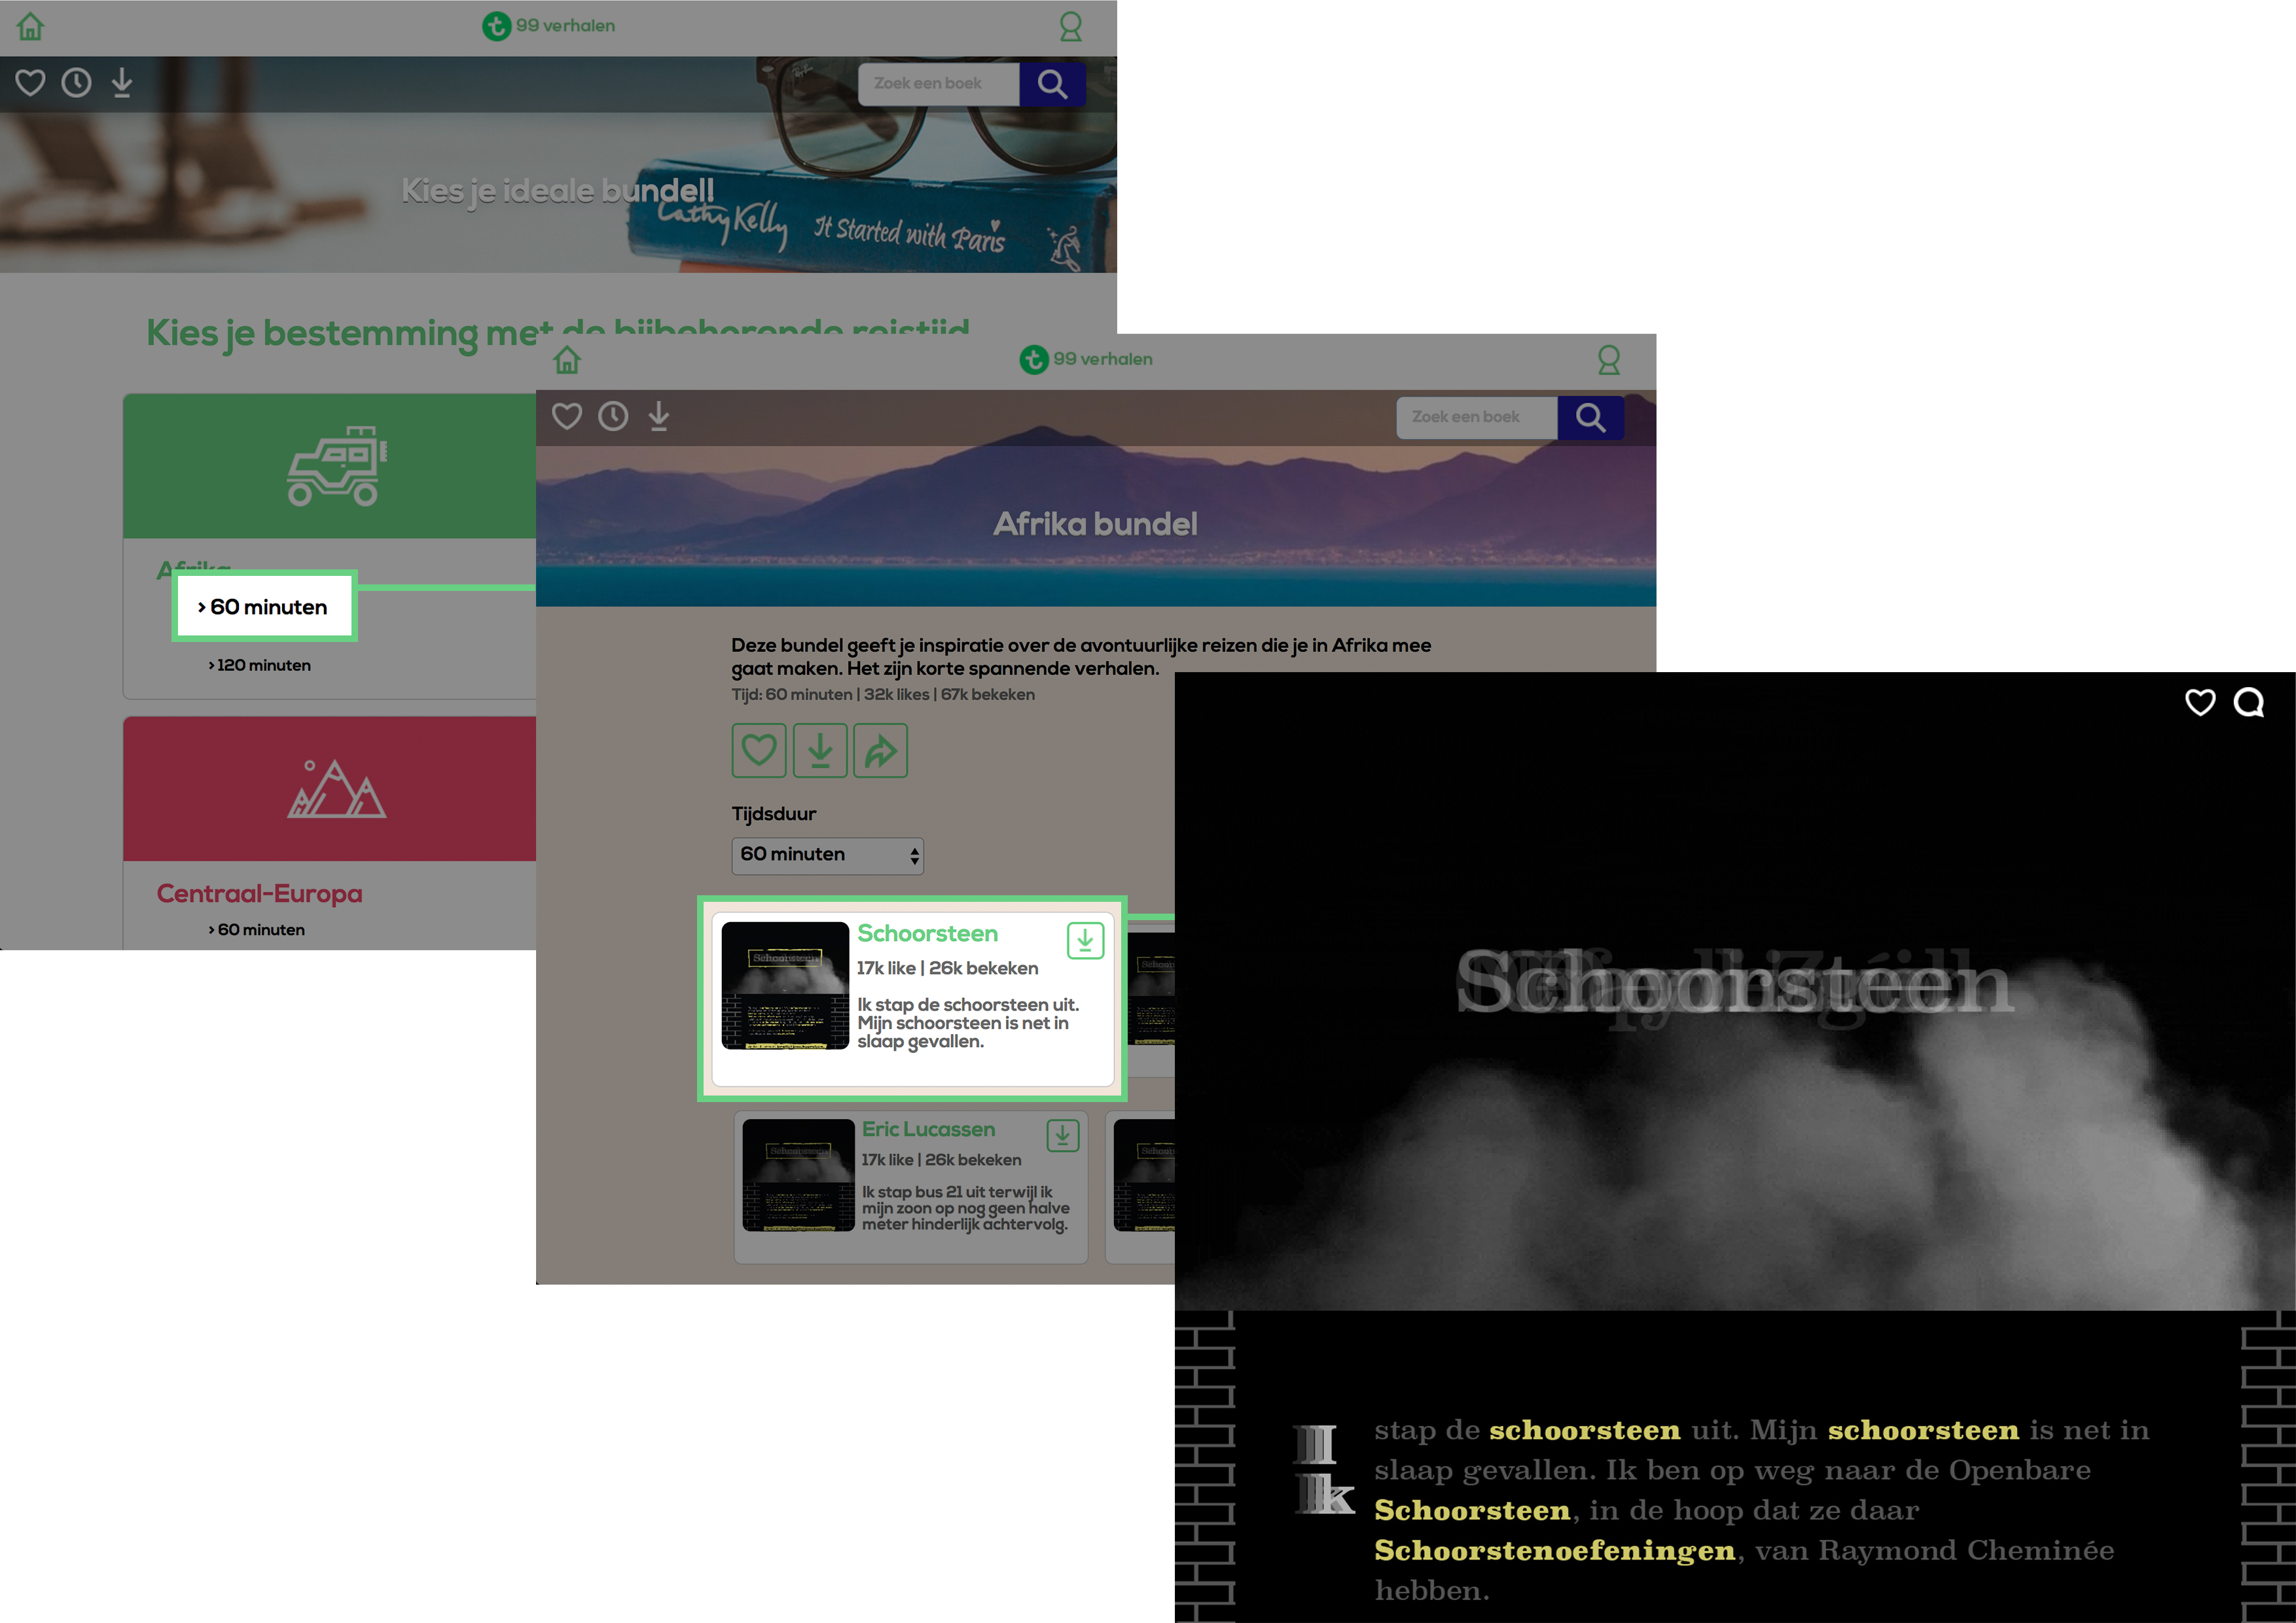 99 verhalen
Zoek een boek
Kies je ideale bundel!
Cathy Kelly It Started with Paris
Kies je bestemming met de bijbehorende reistijd
Afrika
› 60 minuten
› 120 minuten
Centraal-Europa
› 60 minuten
99 verhalen
Zoek een boek
Afrika bundel
Deze bundel geeft je inspiratie over de avontuurlijke reizen die je in Afrika mee
gaat maken. Het zijn korte spannende verhalen.
Tijd: 60 minuten | 32k likes | 67k bekeken
Tijdsduur
60 minuten
Schoorsteen
Schoorsteen
17k like | 26k bekeken
Ik stap de schoorsteen uit.
Mijn schoorsteen is net in
slaap gevallen.
Eric Lucassen
17k like | 26k bekeken
Ik stap bus 21 uit terwijl ik
mijn zoon op nog geen halve
meter hinderlijk achtervolg.
Schoorsteen
Ik stap de schoorsteen uit. Mijn schoorsteen is net in
slaap gevallen. Ik ben op weg naar de Openbare
Schoorsteen, in de hoop dat ze daar
Schoorstenoefeningen, van Raymond Cheminée
hebben.